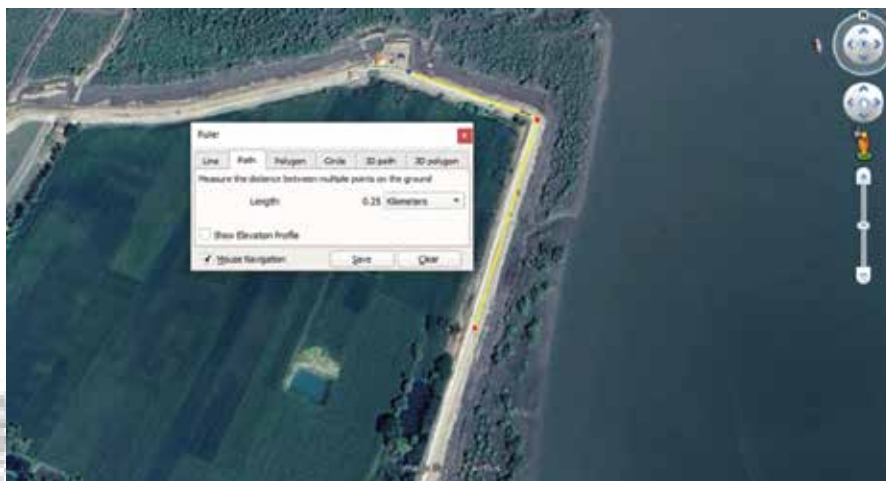 N
Ruler
Line Path Polygon Circle 3D path 3D polygon
Measure the distance between multiple points on the ground
Length: 0.25 Kilometers
Show Elevation Profile
Mouse Navigation Save Clear